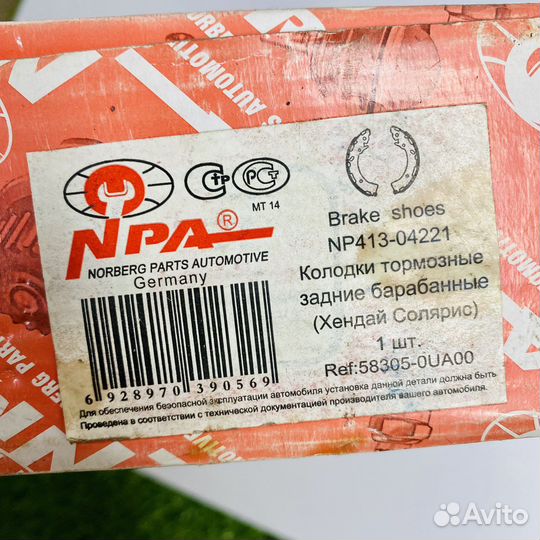 NORBERG PARTS AUTOMOTIVE
Germany
NPA®
МТ 14
Brake shoes
NP413-04221
Колодки тормозные
задние барабанные
(Хендай Солярис)
1 шт.
Ref:58305-0UA00
6 928970 390569
Для обеспечения безопасной эксплуатации автомобиля установка данной детали должна быть
Проведена в соответствии с технической документацией производителя вашего автомобиля.
Avito